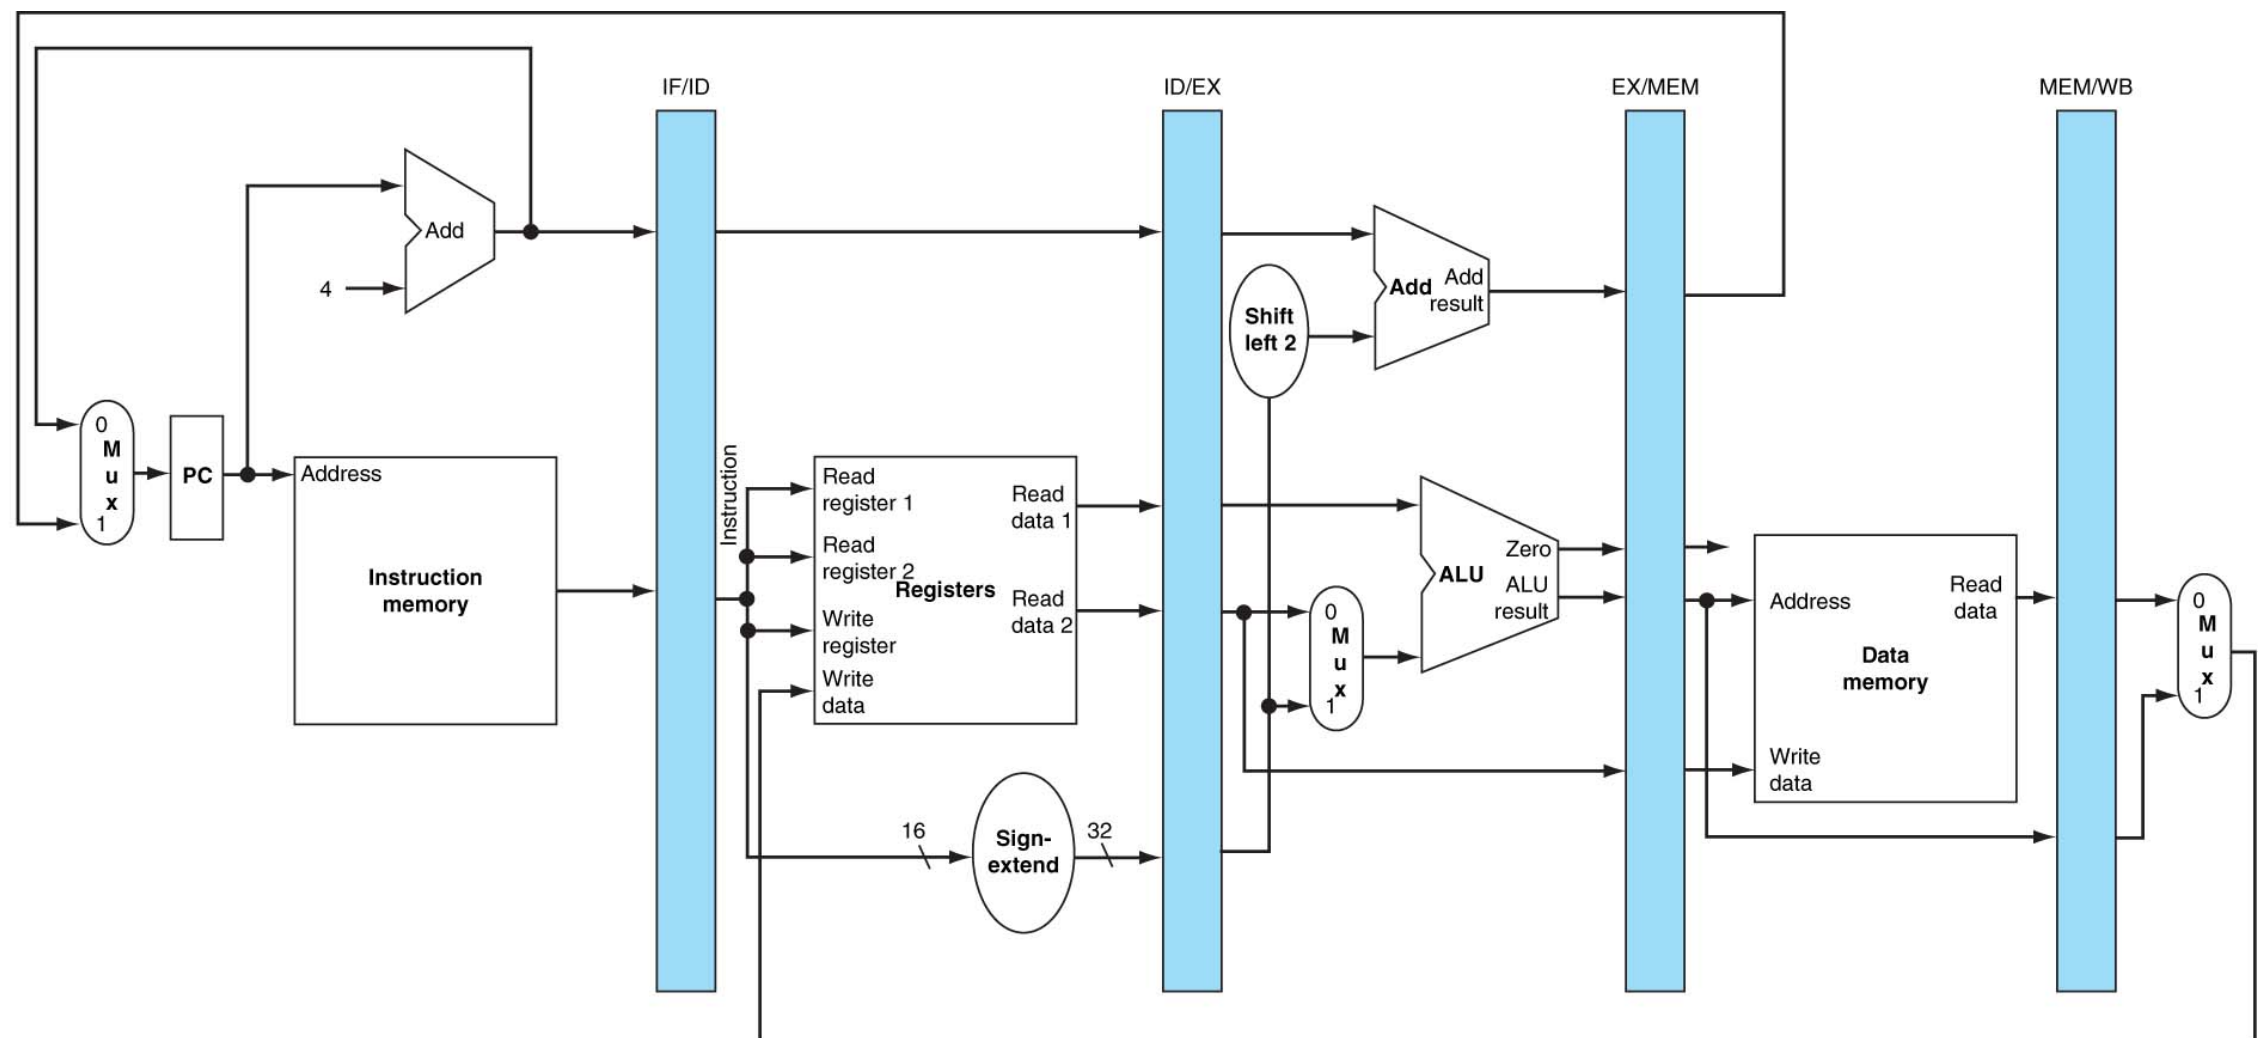 IF/ID
ID/EX
EX/MEM
MEM/WB
Add
4
Add
Add
result
Shift
left 2
0
M
u
x
1
PC
Address
Instruction
memory
Instruction
Read
register 1
Read
register 2
Write
register
Write
data
Registers
Read
data 1
Read
data 2
16
Sign-
extend
32
0
M
u
x
1
Zero
ALU
ALU
result
Address
Read
data
Data
memory
Write
data
0
M
u
x
1